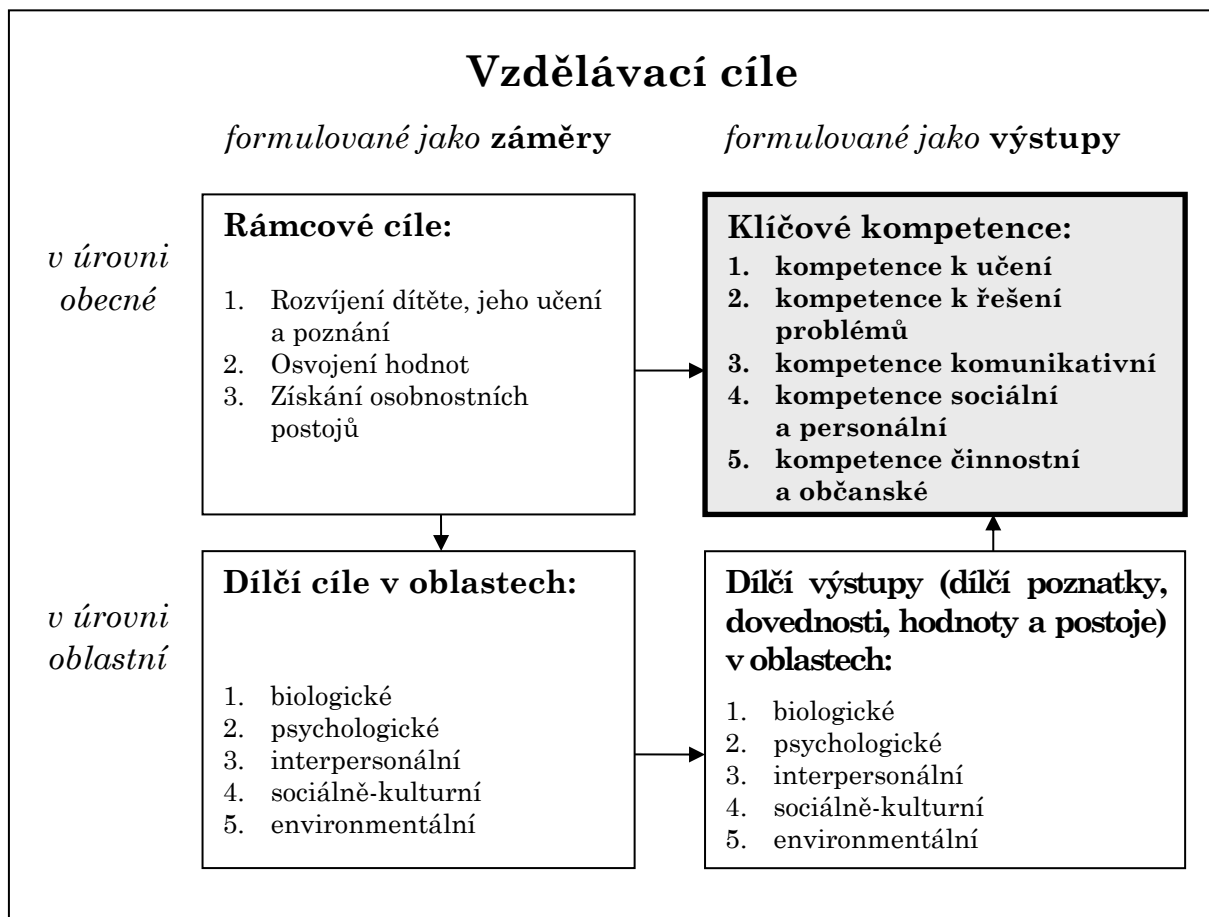 Vzdělávací cíle
formulované jako záměry
formulované jako výstupy
v úrovni
obecné
Rámcové cíle:
1. Rozvíjení dítěte, jeho učení
a poznání
2. Osvojení hodnot
3. Získání osobnostních
postojů
Klíčové kompetence:
1. kompetence k učení
2. kompetence k řešení
problémů
3. kompetence komunikativní
4. kompetence sociální
a personální
5. kompetence činnostní
a občanské
v úrovni
oblastní
Dílčí cíle v oblastech:
1. biologické
2. psychologické
3. interpersonální
4. sociálně-kulturní
5. environmentální
Dílčí výstupy (dílčí poznatky,
dovednosti, hodnoty a postoje)
v oblastech:
1. biologické
2. psychologické
3. interpersonální
4. sociálně-kulturní
5. environmentální